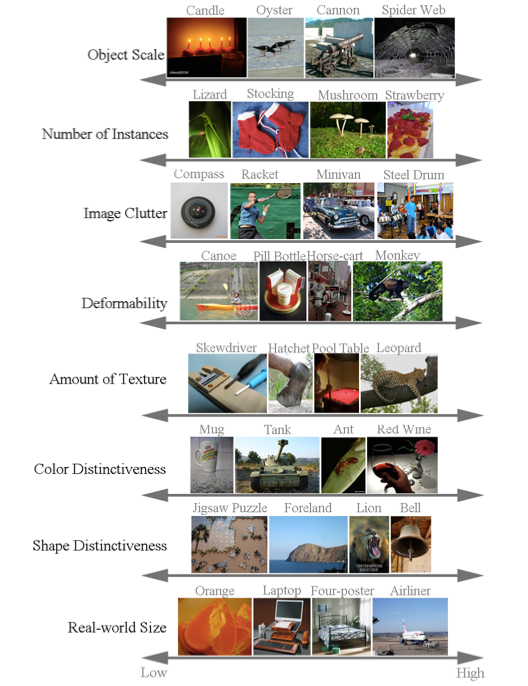 Candle Oyster Cannon Spider Web
Object Scale
Lizard Stocking Mushroom Strawberry
Number of Instances
Compass Racket Minivan Steel Drum
Image Clutter
Canoe Pill Bottle Horse-cart Monkey
Deformability
Skewdriver Hatchet Pool Table Leopard
Amount of Texture
Mug Tank Ant Red Wine
Color Distinctiveness
Jigsaw Puzzle Foreland Lion Bell
Shape Distinctiveness
Orange Laptop Four-poster Airliner
Real-world Size
Low High